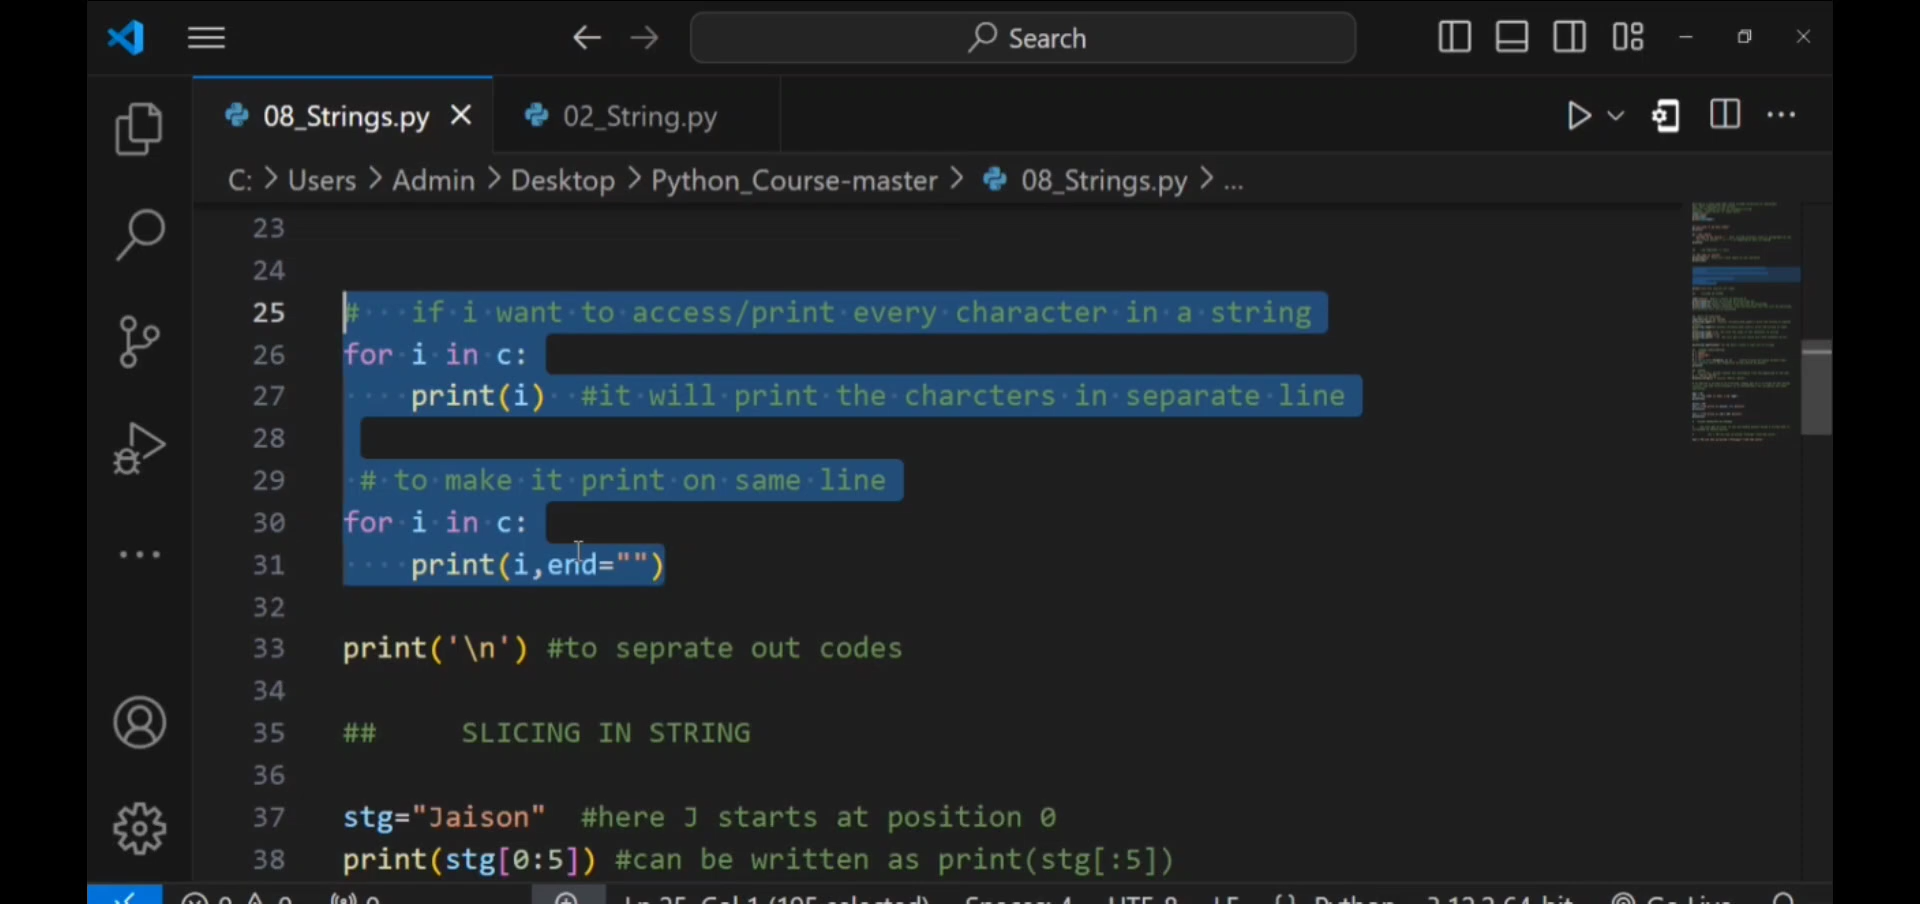 Search
08_Strings.py
02_String.py
C: > Users > Admin > Desktop > Python_Course-master > 08_Strings.py > ...
23
24
25 #   if i want to access/print every character in a string
26 for i in c:
27     print(i)  #it will print the charcters in separate line
28
29  # to make it print on same line
30 for i in c:
31     print(i,end="")
32
33 print('\n') #to seprate out codes
34
35 ##     SLICING IN STRING
36
37 stg="Jaison"  #here J starts at position 0
38 print(stg[0:5]) #can be written as print(stg[:5])